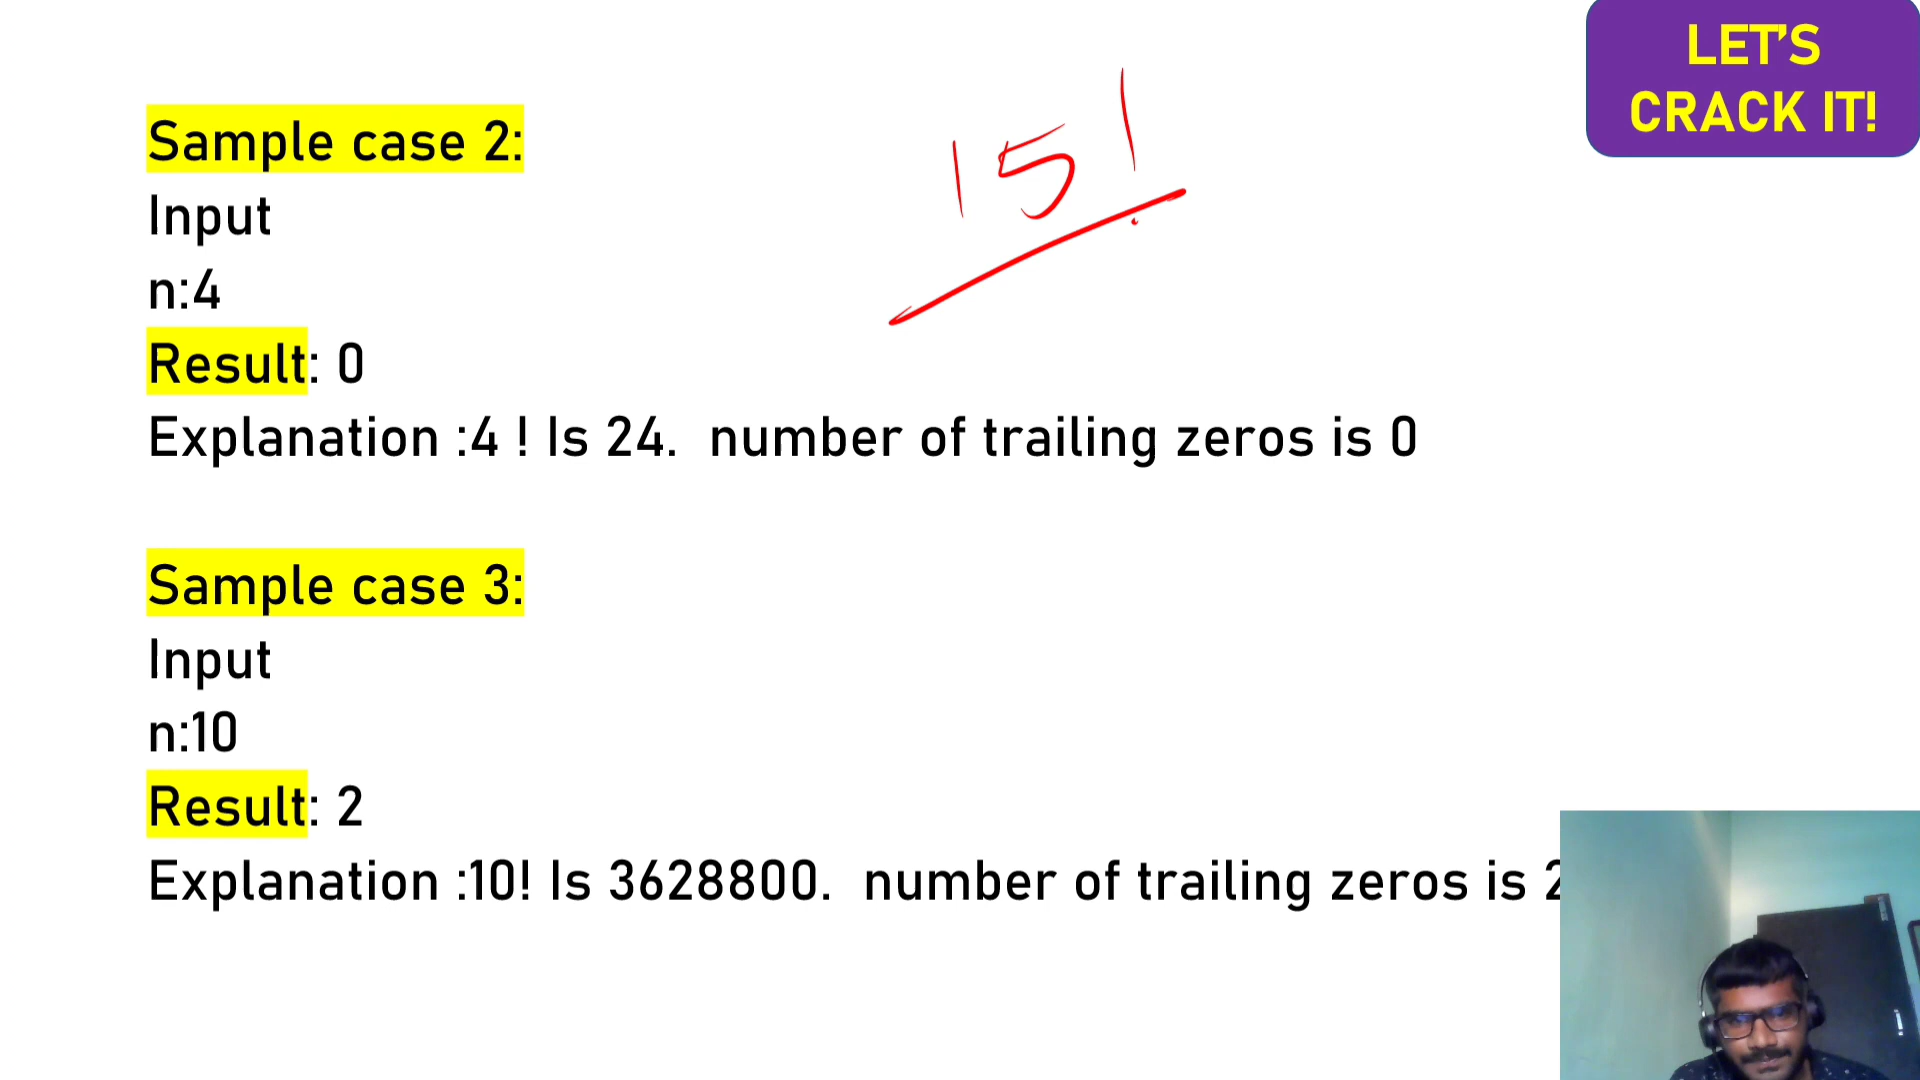 LET'S
CRACK IT!
15!
Sample case 2:
Input
n:4
Result: 0
Explanation :4 ! Is 24. number of trailing zeros is 0
Sample case 3:
Input
n:10
Result: 2
Explanation :10! Is 3628800. number of trailing zeros is 2